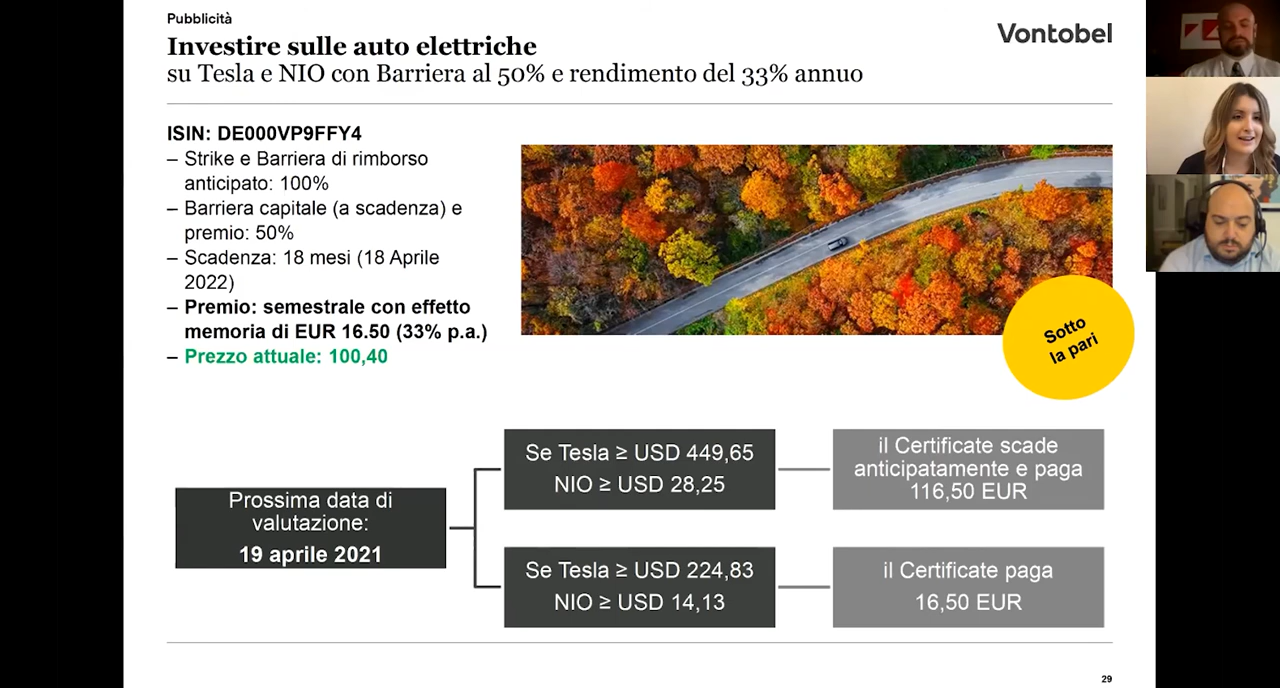 Pubblicità
Investire sulle auto elettriche
su Tesla e NIO con Barriera al 50% e rendimento del 33% annuo
Vontobel
ISIN: DE000VP9FFY4
– Strike e Barriera di rimborso
anticipato: 100%
– Barriera capitale (a scadenza) e
premio: 50%
– Scadenza: 18 mesi (18 Aprile
2022)
– Premio: semestrale con effetto
memoria di EUR 16.50 (33% p.a.)
– Prezzo attuale: 100,40
Sotto
la pari
Prossima data di
valutazione:
19 aprile 2021
Se Tesla ≥ USD 449,65
NIO ≥ USD 28,25
il Certificate scade
anticipatamente e paga
116,50 EUR
Se Tesla ≥ USD 224,83
NIO ≥ USD 14,13
il Certificate paga
16,50 EUR
29